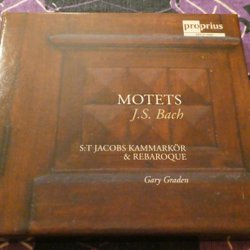 proprius
MOTETS
J.S. Bach
S:T JACOBS KAMMARKÖR
& REBAROQUE
Gary Graden